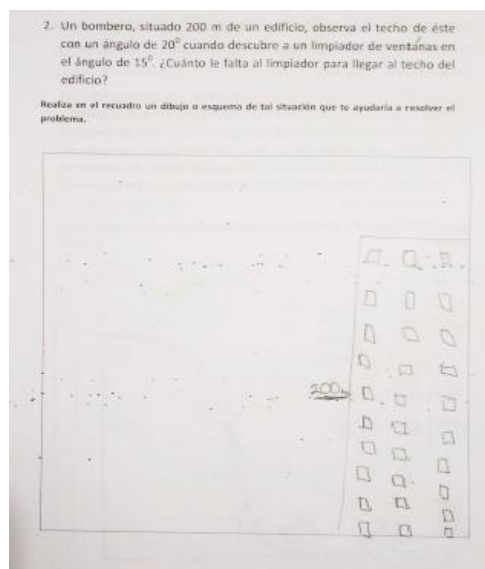 2. Un bombero, situado 200 m de un edificio, observa el techo de éste
con un ángulo de 20° cuando descubre a un limpiador de ventanas en
el ángulo de 15°. ¿Cuánto le falta al limpiador para llegar al techo del
edificio?
Realiza en el recuadro un dibujo o esquema de tal situación que te ayudaría a resolver el
problema.
200m